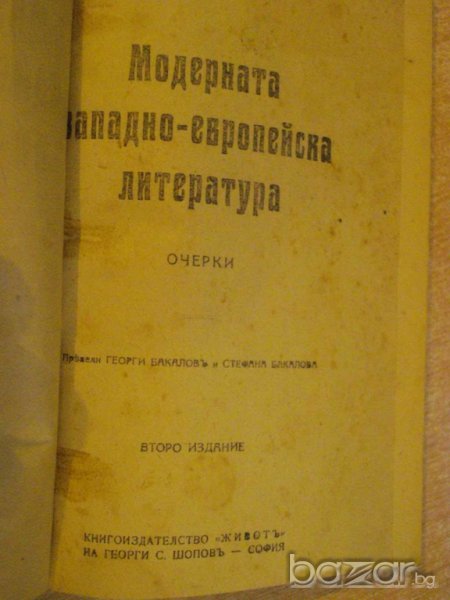 Модерната
западно-европейска
литература
ОЧЕРКИ
Прѣвели ГЕОРГИ БАКАЛОВЪ и СТЕФАНА БАКАЛОВА
ВТОРО ИЗДАНИЕ
КНИГОИЗДАТЕЛСТВО „ЖИВОТЪ“
НА ГЕОРГИ С. ШОПОВЪ — СОФИЯ
bazar.bg